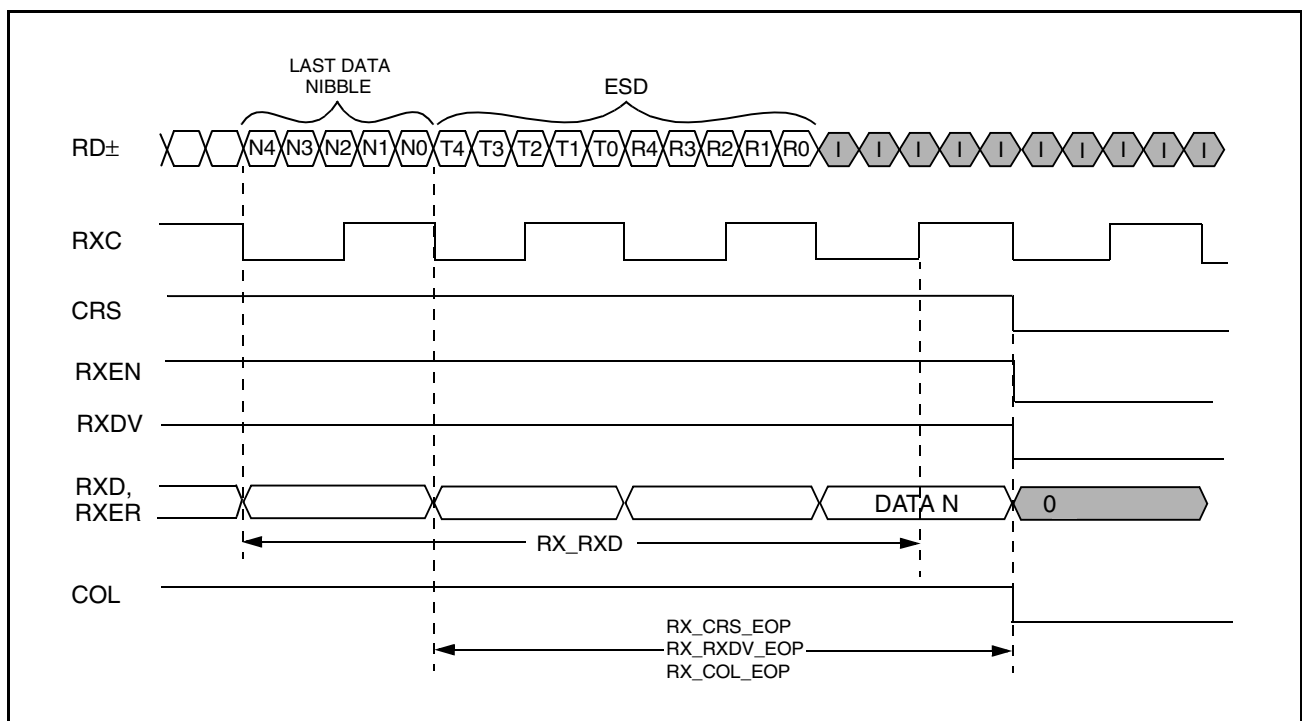 LAST DATA
NIBBLE
ESD
RD± N4 N3 N2 N1 N0 T4 T3 T2 T1 T0 R4 R3 R2 R1 R0 I I I I I I I I I I
RXC
CRS
RXEN
RXDV
RXD,
RXER
DATA N 0
RX_RXD
COL
RX_CRS_EOP
RX_RXDV_EOP
RX_COL_EOP